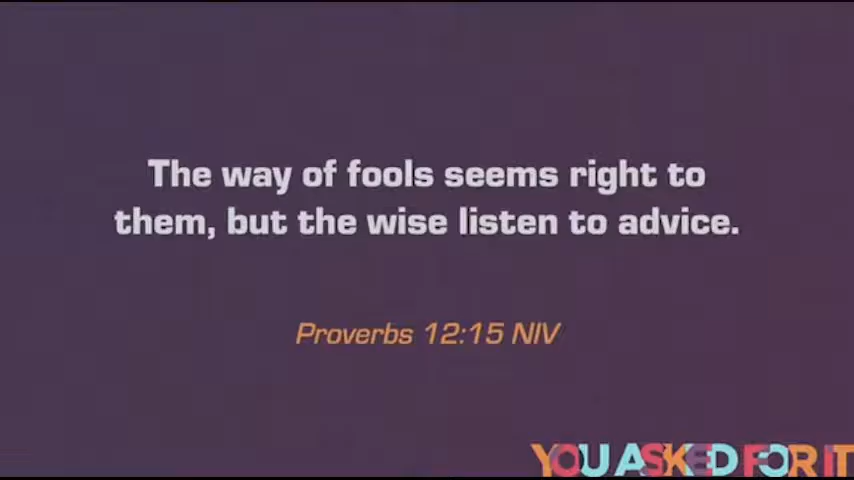 The way of fools seems right to
them, but the wise listen to advice.
Proverbs 12:15 NIV
YOU ASKED FOR IT